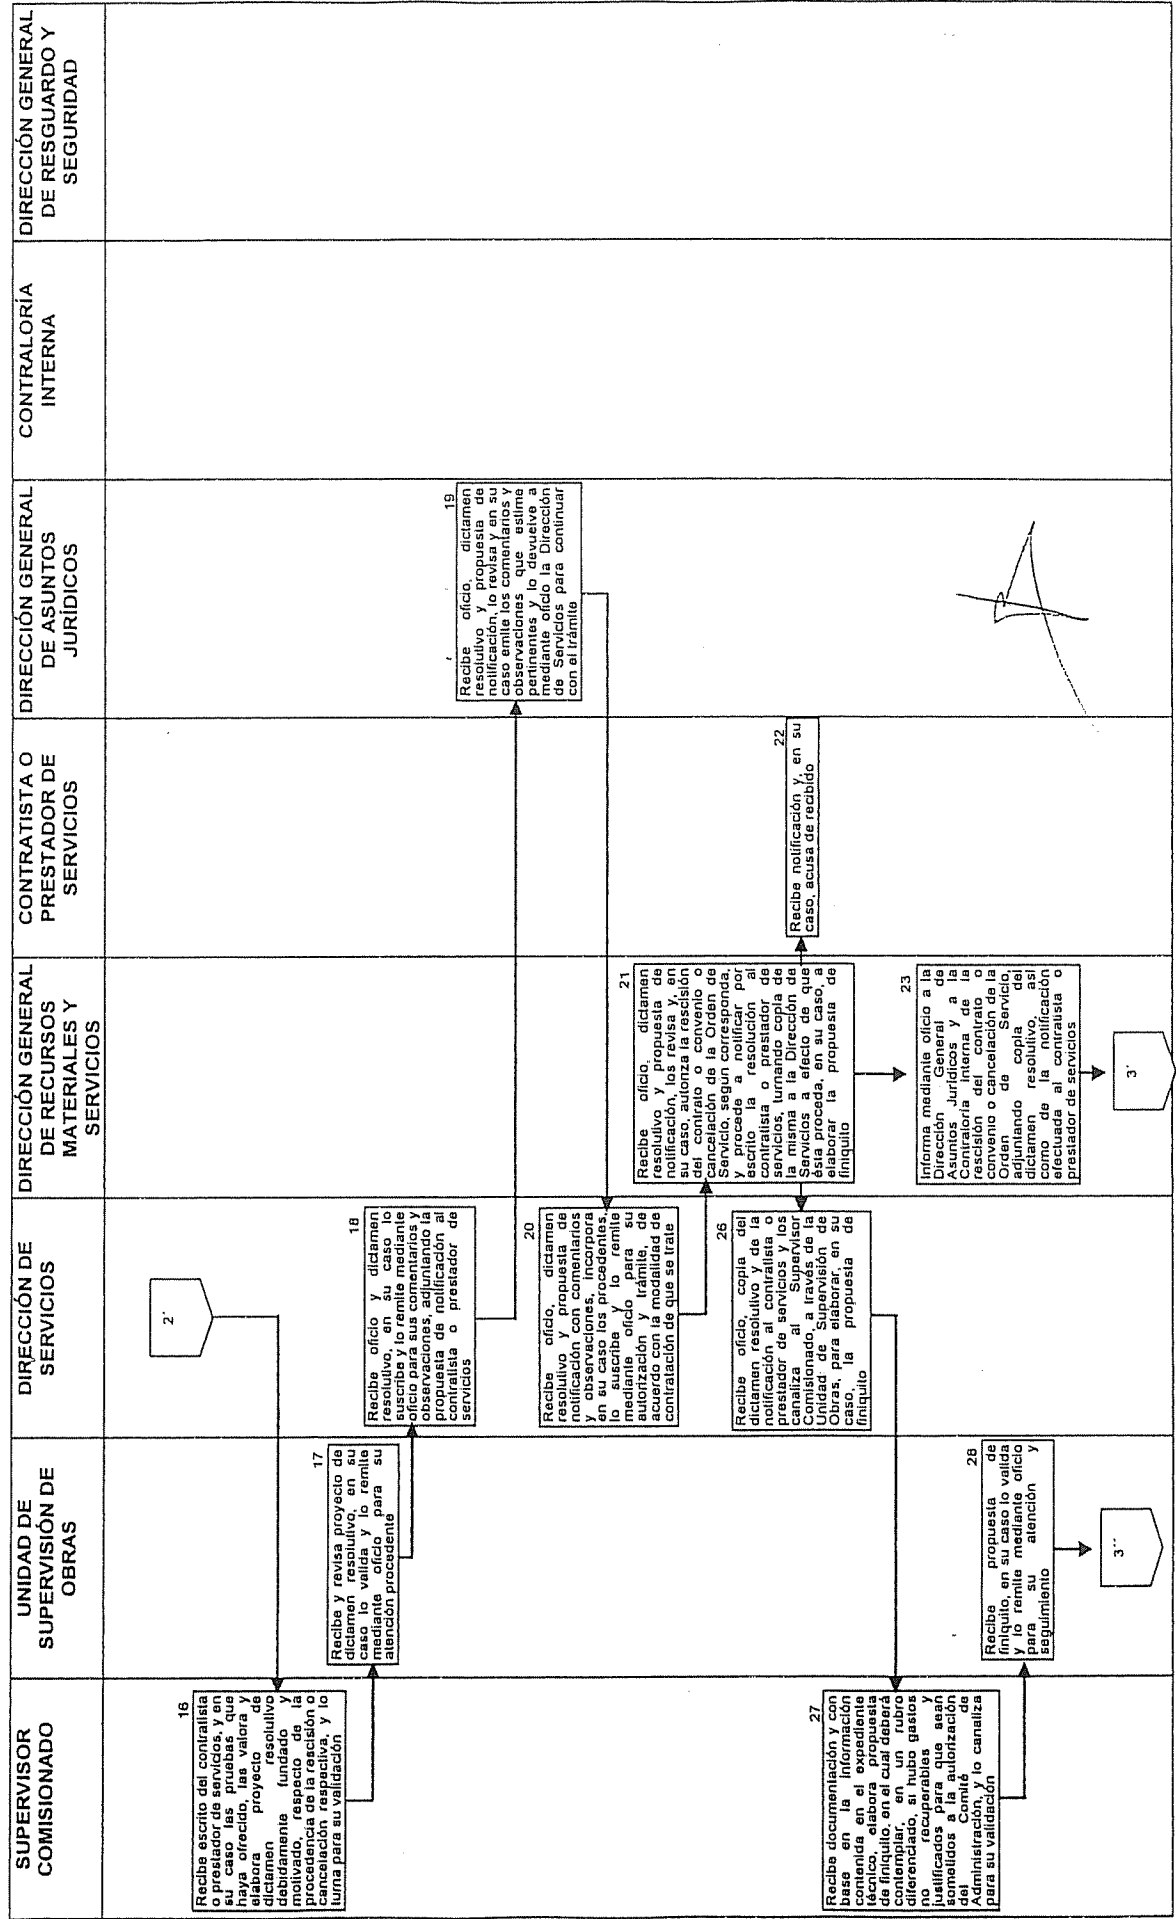 SUPERVISOR
COMISIONADO
UNIDAD DE
SUPERVISIÓN DE
OBRAS
DIRECCIÓN DE
SERVICIOS
DIRECCIÓN GENERAL
DE RECURSOS
MATERIALES Y
SERVICIOS
CONTRATISTA O
PRESTADOR DE
SERVICIOS
DIRECCIÓN GENERAL
DE ASUNTOS
JURÍDICOS
CONTRALORÍA
INTERNA
DIRECCIÓN GENERAL
DE RESGUARDO Y
SEGURIDAD
2'
16
Recibe escrito del contratista
o prestador de servicios, y en
su caso las pruebas que
haya ofrecido, las valora y
elabora proyecto de
dictamen resolutivo
debidamente fundado y
motivado, respecto de la
procedencia de la rescisión o
cancelación respectiva, y lo
turna para su validación
17
Recibe y revisa proyecto de
dictamen resolutivo, en su
caso lo valida y lo remite
mediante oficio para su
atención procedente
18
Recibe oficio y dictamen
resolutivo, en su caso lo
suscribe y lo remite mediante
oficio para sus comentarios y
observaciones, adjuntando la
propuesta de notificación al
contratista o prestador de
servicios
19
Recibe oficio, dictamen
resolutivo y propuesta de
notificación, lo revisa y en su
caso emite los comentarios y
observaciones que estime
pertinentes y lo devuelve a
mediante oficio la Dirección
de Servicios para continuar
con el trámite
20
Recibe oficio, dictamen
resolutivo y propuesta de
notificación con comentarios
y observaciones, incorpora
en su caso los procedentes,
lo suscribe y lo remite
mediante oficio para su
autorización y trámite, de
acuerdo con la modalidad de
contratación de que se trate
21
Recibe oficio, dictamen
resolutivo y propuesta de
notificación, los revisa y, en
su caso, autoriza la rescisión
del contrato o convenio o
cancelación de la Orden de
Servicio, según corresponda,
y procede a notificar por
escrito la resolución al
contratista o prestador de
servicios, turnando copia de
la misma a la Dirección de
Servicios a efecto de que
ésta proceda, en su caso, a
elaborar la propuesta de
finiquito
22
Recibe notificación y, en su
caso, acusa de recibido
26
Recibe oficio, copia del
dictamen resolutivo y de la
notificación al contratista o
prestador de servicios y los
canaliza al Supervisor
Comisionado, a través de la
Unidad de Supervisión de
Obras, para elaborar, en su
caso, la propuesta de
finiquito
23
Informa mediante oficio a la
Dirección General de
Asuntos Jurídicos y a la
Contraloría Interna de la
rescisión del contrato o
convenio o cancelación de la
Orden de Servicio,
adjuntando copia del
dictamen resolutivo, así
como de la notificación
efectuada al contratista o
prestador de servicios
27
Recibe documentación y con
base en la información
contenida en el expediente
técnico, elabora propuesta
de finiquito, en el cual deberá
contemplar, en un rubro
diferenciado, si hubo gastos
no recuperables y
justificados para que sean
sometidos a la autorización
del Comité de
Administración, y lo canaliza
para su validación
28
Recibe propuesta de
finiquito, en su caso lo valida
y lo remite mediante oficio
para su atención y
seguimiento
3'
3''